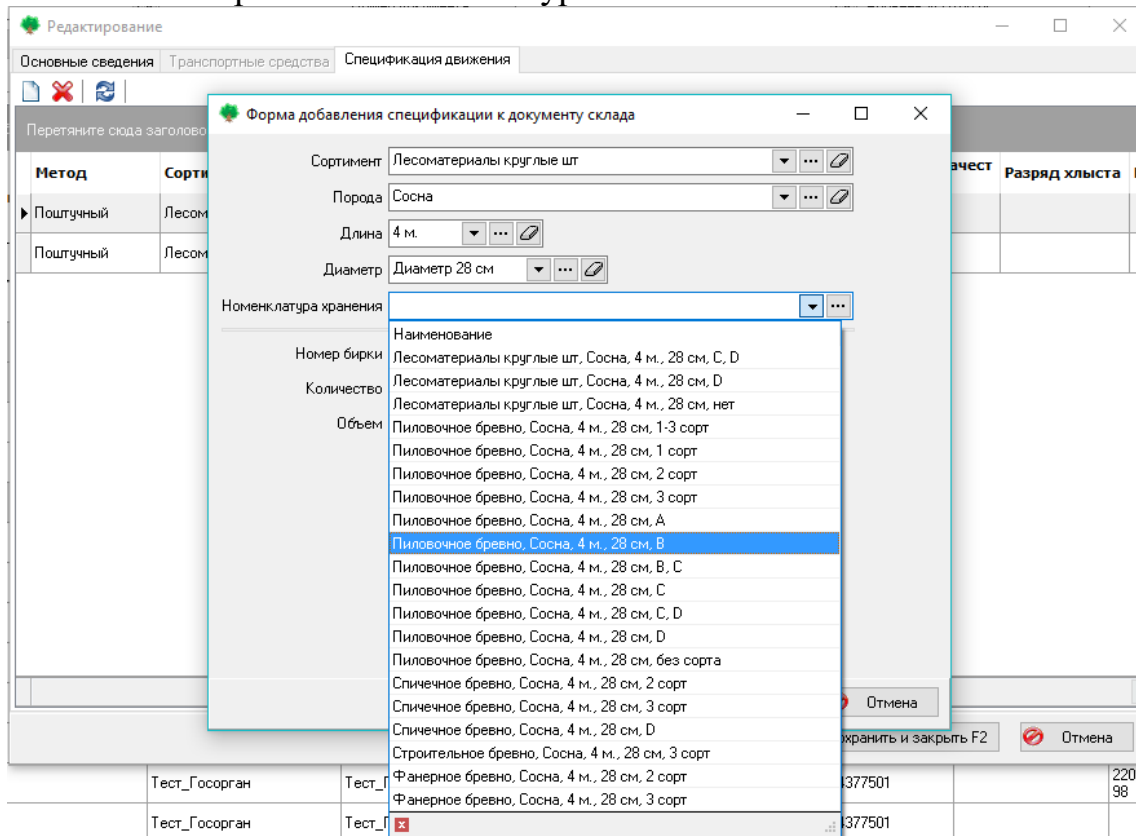 Редактирование
Основные сведения Транспортные средства Спецификация движения
Перетяните сюда
Форма добавления спецификации к документу склада
Метод
Разряд хлыста
Поштучный
Поштучный
Сортимент Лесоматериалы круглые шт
Порода Сосна
Длина 4 м.
Диаметр Диаметр 28 см
Номенклатура хранения
Номер бирки
Количество
Объем
Наименование
Лесоматериалы круглые шт, Сосна, 4 м., 28 см, C, D
Лесоматериалы круглые шт, Сосна, 4 м., 28 см, D
Лесоматериалы круглые шт, Сосна, 4 м., 28 см, нет
Пиловочное бревно, Сосна, 4 м., 28 см, 1-3 сорт
Пиловочное бревно, Сосна, 4 м., 28 см, 1 сорт
Пиловочное бревно, Сосна, 4 м., 28 см, 2 сорт
Пиловочное бревно, Сосна, 4 м., 28 см, 3 сорт
Пиловочное бревно, Сосна, 4 м., 28 см, A
Пиловочное бревно, Сосна, 4 м., 28 см, B
Пиловочное бревно, Сосна, 4 м., 28 см, B, C
Пиловочное бревно, Сосна, 4 м., 28 см, C
Пиловочное бревно, Сосна, 4 м., 28 см, C, D
Пиловочное бревно, Сосна, 4 м., 28 см, D
Пиловочное бревно, Сосна, 4 м., 28 см, без сорта
Спичечное бревно, Сосна, 4 м., 28 см, 2 сорт
Спичечное бревно, Сосна, 4 м., 28 см, 3 сорт
Спичечное бревно, Сосна, 4 м., 28 см, D
Строительное бревно, Сосна, 4 м., 28 см, 3 сорт
Фанерное бревно, Сосна, 4 м., 28 см, 2 сорт
Фанерное бревно, Сосна, 4 м., 28 см, 3 сорт
Отмена
и закрыть F2 Отмена
Тест_Госорган 4377501 220
98
Тест_Госорган 4377501